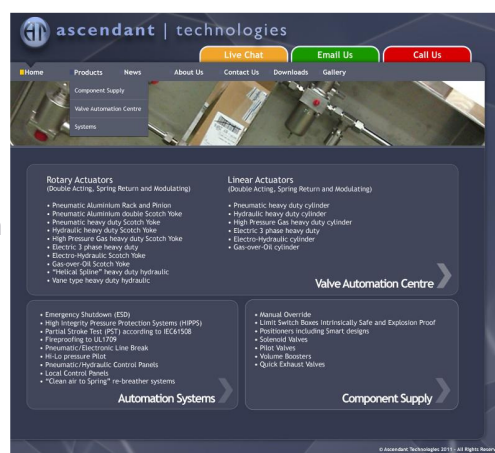 ascendant | technologies
Live Chat Email Us Call Us
Home Products News About Us Contact Us Downloads Gallery
Component Supply
Valve Automation Centre
Systems
Rotary Actuators
(Double Acting, Spring Return and Modulating)
• Pneumatic Aluminium Rack and Pinion
• Pneumatic Aluminium double Scotch Yoke
• Pneumatic heavy duty Scotch Yoke
• Hydraulic heavy duty Scotch Yoke
• High Pressure Gas heavy duty Scotch Yoke
• Electric 3 phase heavy duty
• Electro-Hydraulic Scotch Yoke
• Gas-over-Oil Scotch Yoke
• "Helical Spline" heavy duty hydraulic
• Vane type heavy duty hydraulic
Linear Actuators
(Double Acting, Spring Return and Modulating)
• Pneumatic heavy duty cylinder
• Hydraulic heavy duty cylinder
• High Pressure Gas heavy duty cylinder
• Electric 3 phase heavy duty
• Electro-Hydraulic cylinder
• Gas-over-Oil cylinder
Valve Automation Centre
• Emergency Shutdown (ESD)
• High Integrity Pressure Protection Systems (HIPPS)
• Partial Stroke Test (PST) according to IEC61508
• Fireproofing to UL1709
• Pneumatic/Electronic Line Break
• Hi-Lo pressure Pilot
• Pneumatic/Hydraulic Control Panels
• Local Control Panels
• "Clean air to Spring" re-breather systems
Automation Systems
• Manual Override
• Limit Switch Boxes Intrinsically Safe and Explosion Proof
• Positioners including Smart designs
• Solenoid Valves
• Pilot Valves
• Volume Boosters
• Quick Exhaust Valves
Component Supply
© Ascendant Technologies 2011 - All Rights Reserv